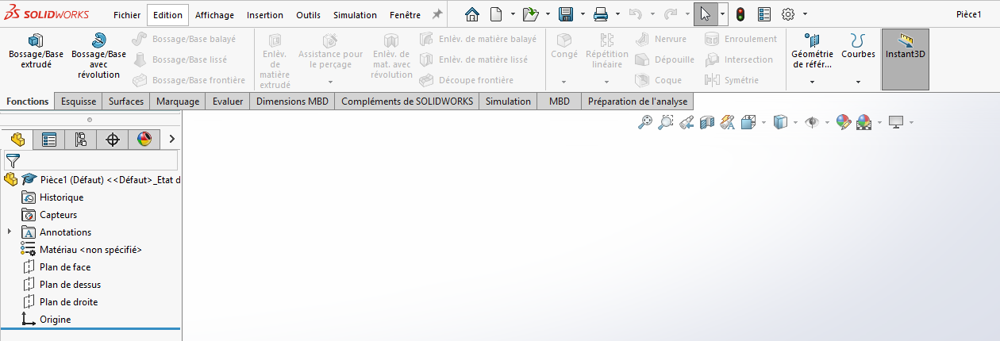 SOLIDWORKS Fichier Edition Affichage Insertion Outils Simulation Fenêtre Pièce1
Bossage/Base extrudé
Bossage/Base avec révolution
Bossage/Base balayé
Bossage/Base lissé
Bossage/Base frontière
Enlèv. de matière extrudé
Assistance pour le perçage
Enlèv. de mat. avec révolution
Enlèv. de matière balayé
Enlèv. de matière lissé
Découpe frontière
Congé
Répétition linéaire
Nervure
Dépouille
Coque
Enroulement
Intersection
Symétrie
Géométrie de référ...
Courbes
Instant3D
Fonctions Esquisse Surfaces Marquage Evaluer Dimensions MBD Compléments de SOLIDWORKS Simulation MBD Préparation de l'analyse
Pièce1 (Défaut) <<Défaut>_Etat d
Historique
Capteurs
Annotations
Matériau <non spécifié>
Plan de face
Plan de dessus
Plan de droite
Origine